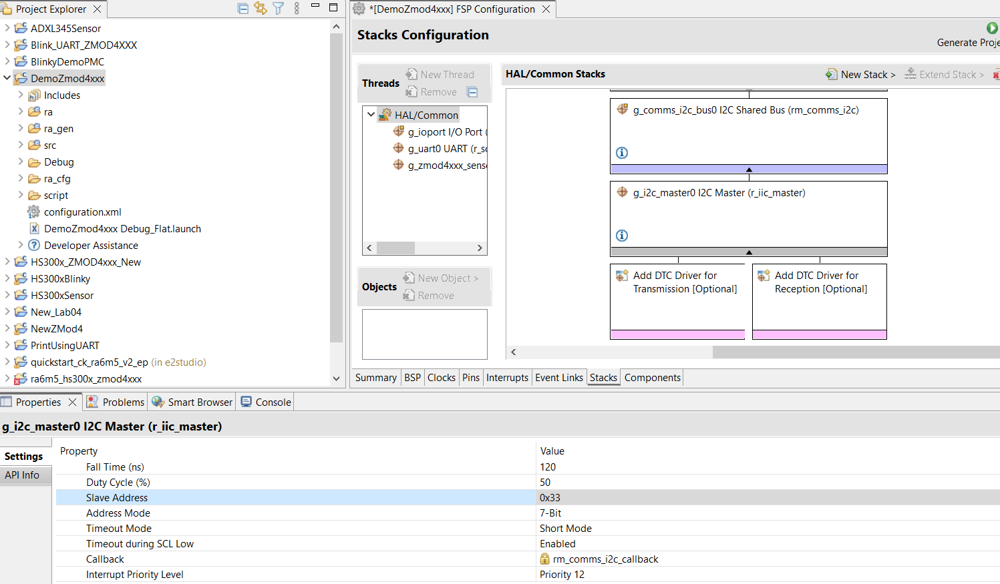 Project Explorer
ADXL345Sensor
Blink_UART_ZMOD4XXX
BlinkyDemoPMC
DemoZmod4xxx
Includes
ra
ra_gen
src
Debug
ra_cfg
script
configuration.xml
DemoZmod4xxx Debug_Flat.launch
Developer Assistance
HS300x_ZMOD4xxx_New
HS300xBlinky
HS300xSensor
New_Lab04
NewZMod4
PrintUsingUART
quickstart_ck_ra6m5_v2_ep (in e2studio)
ra6m5_hs300x_zmod4xxx
*[DemoZmod4xxx] FSP Configuration
Stacks Configuration
Generate Proje
Threads
New Thread
Remove
HAL/Common
g_ioport I/O Port (
g_uart0 UART (r_s
g_zmod4xxx_sens
Objects
New Object >
Remove
HAL/Common Stacks
New Stack >
Extend Stack >
g_comms_i2c_bus0 I2C Shared Bus (rm_comms_i2c)
g_i2c_master0 I2C Master (r_iic_master)
Add DTC Driver for
Transmission [Optional]
Add DTC Driver for
Reception [Optional]
Summary BSP Clocks Pins Interrupts Event Links Stacks Components
Properties Problems Smart Browser Console
g_i2c_master0 I2C Master (r_iic_master)
Settings
API Info
Property Value
Fall Time (ns) 120
Duty Cycle (%) 50
Slave Address 0x33
Address Mode 7-Bit
Timeout Mode Short Mode
Timeout during SCL Low Enabled
Callback rm_comms_i2c_callback
Interrupt Priority Level Priority 12